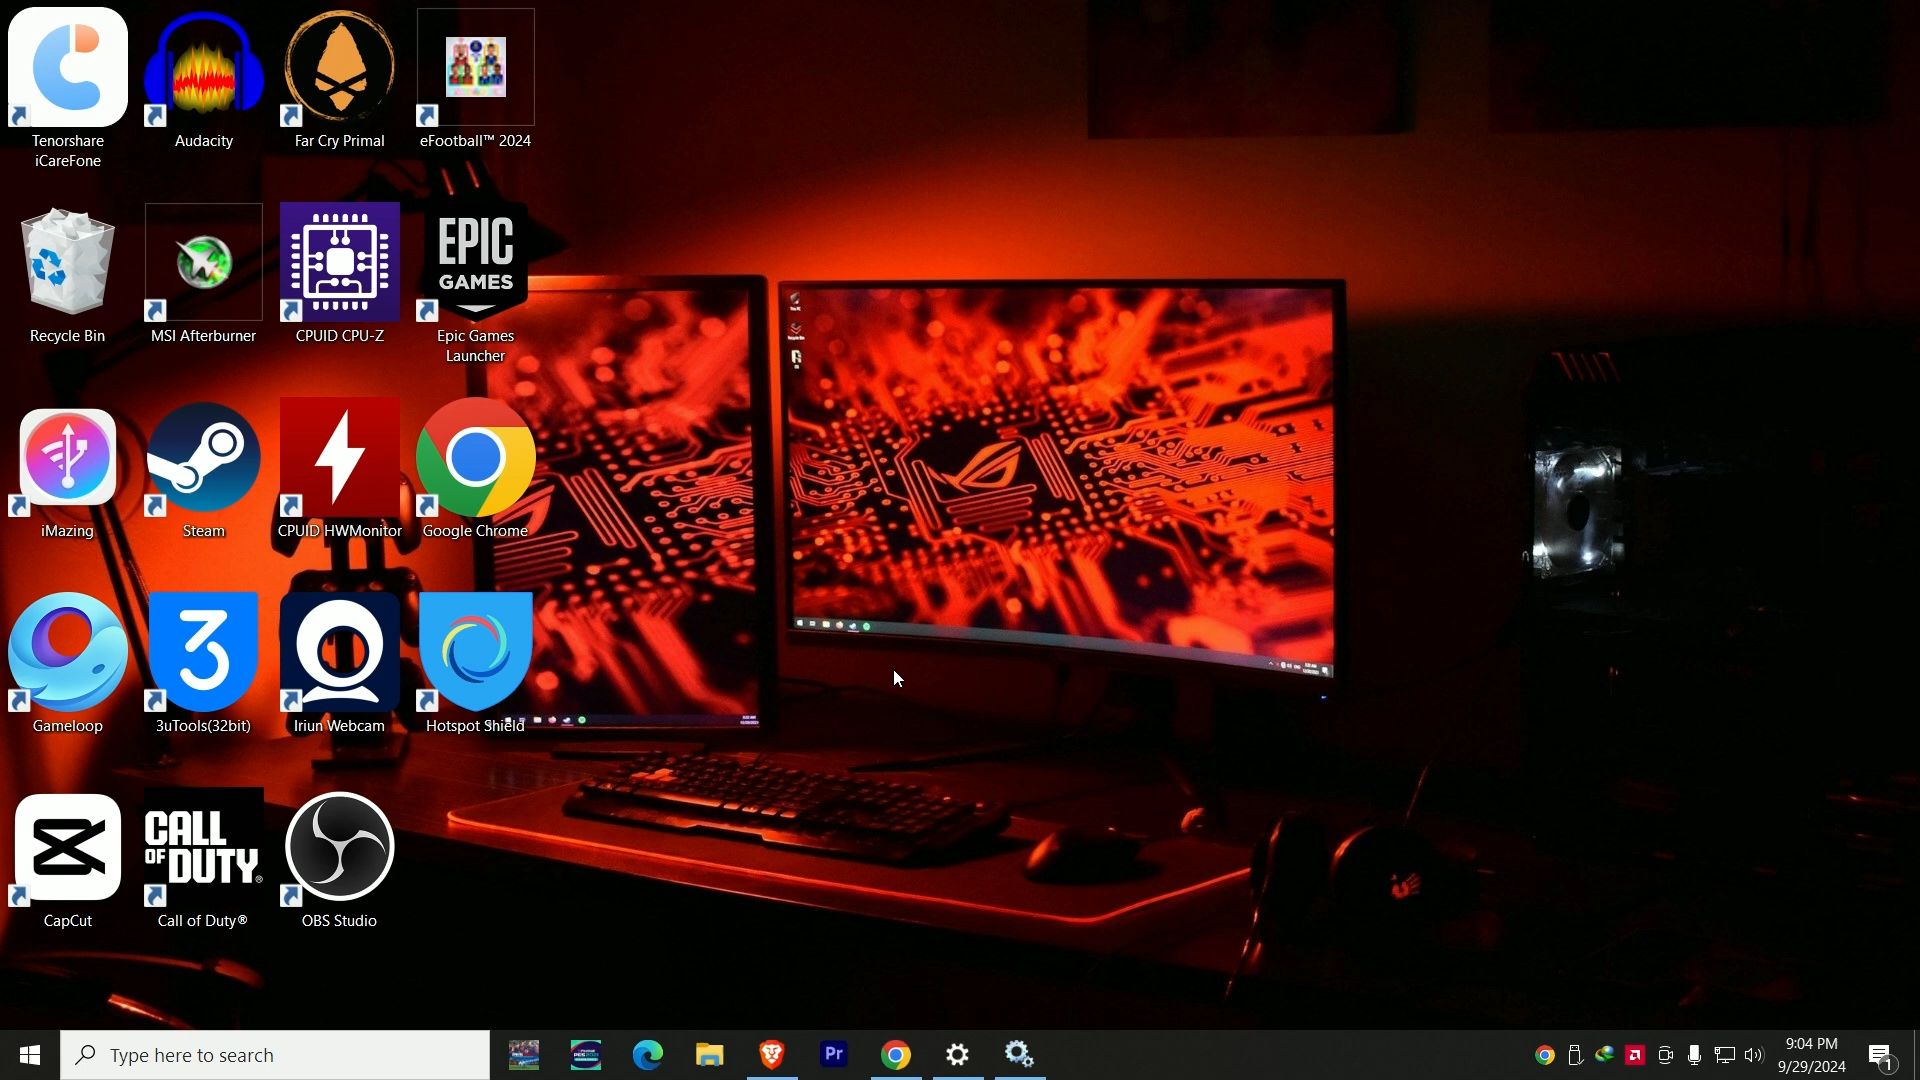 Tenorshare
iCareFone
Audacity
Far Cry Primal
eFootball™ 2024
Recycle Bin
MSI Afterburner
CPUID CPU-Z
EPIC
GAMES
Epic Games
Launcher
iMazing
Steam
CPUID HWMonitor
Google Chrome
Gameloop
3
3uTools(32bit)
Iriun Webcam
Hotspot Shield
CapCut
CALL
OF DUTY®
Call of Duty®
OBS Studio
Type here to search
Pr
9:04 PM
9/29/2024
1